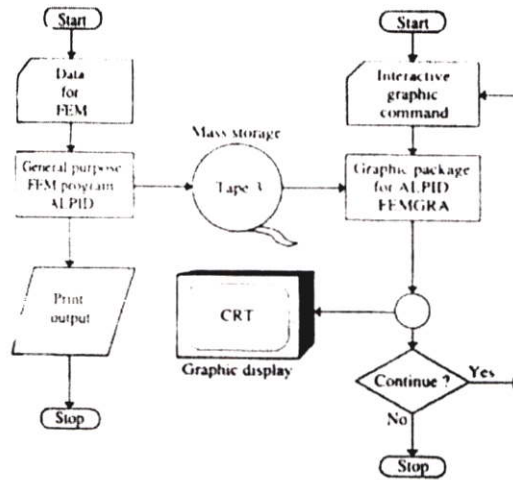 Start
Data
for
FEM
General purpose
FEM program
ALPID
Print
output
Stop
Mass storage
Tape 3
CRT
Graphic display
Start
Interactive
graphic
command
Graphic package
for ALPID
FEMGRA
Continue ?
Yes
No
Stop